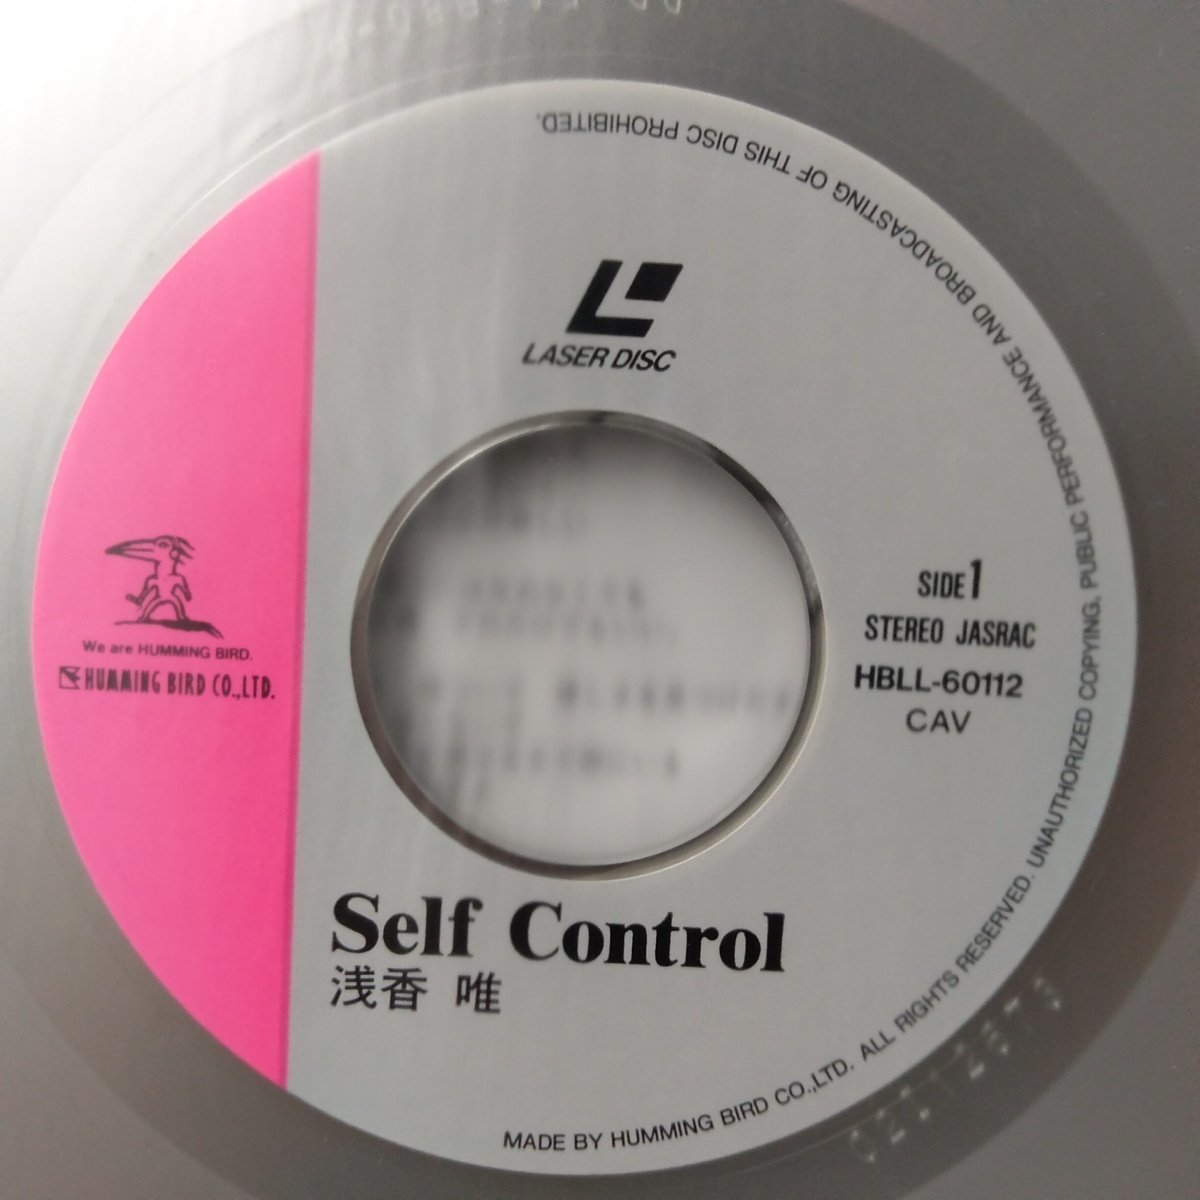 LASER DISC
We are HUMMING BIRD.
HUMMING BIRD CO.,LTD.
SIDE 1
STEREO JASRAC
HBLL-60112
CAV
Self Control
浅香 唯
MADE BY HUMMING BIRD CO.,LTD. ALL RIGHTS RESERVED. UNAUTHORIZED COPYING, PUBLIC PERFORMANCE AND BROADCASTING OF THIS DISC PROHIBITED.